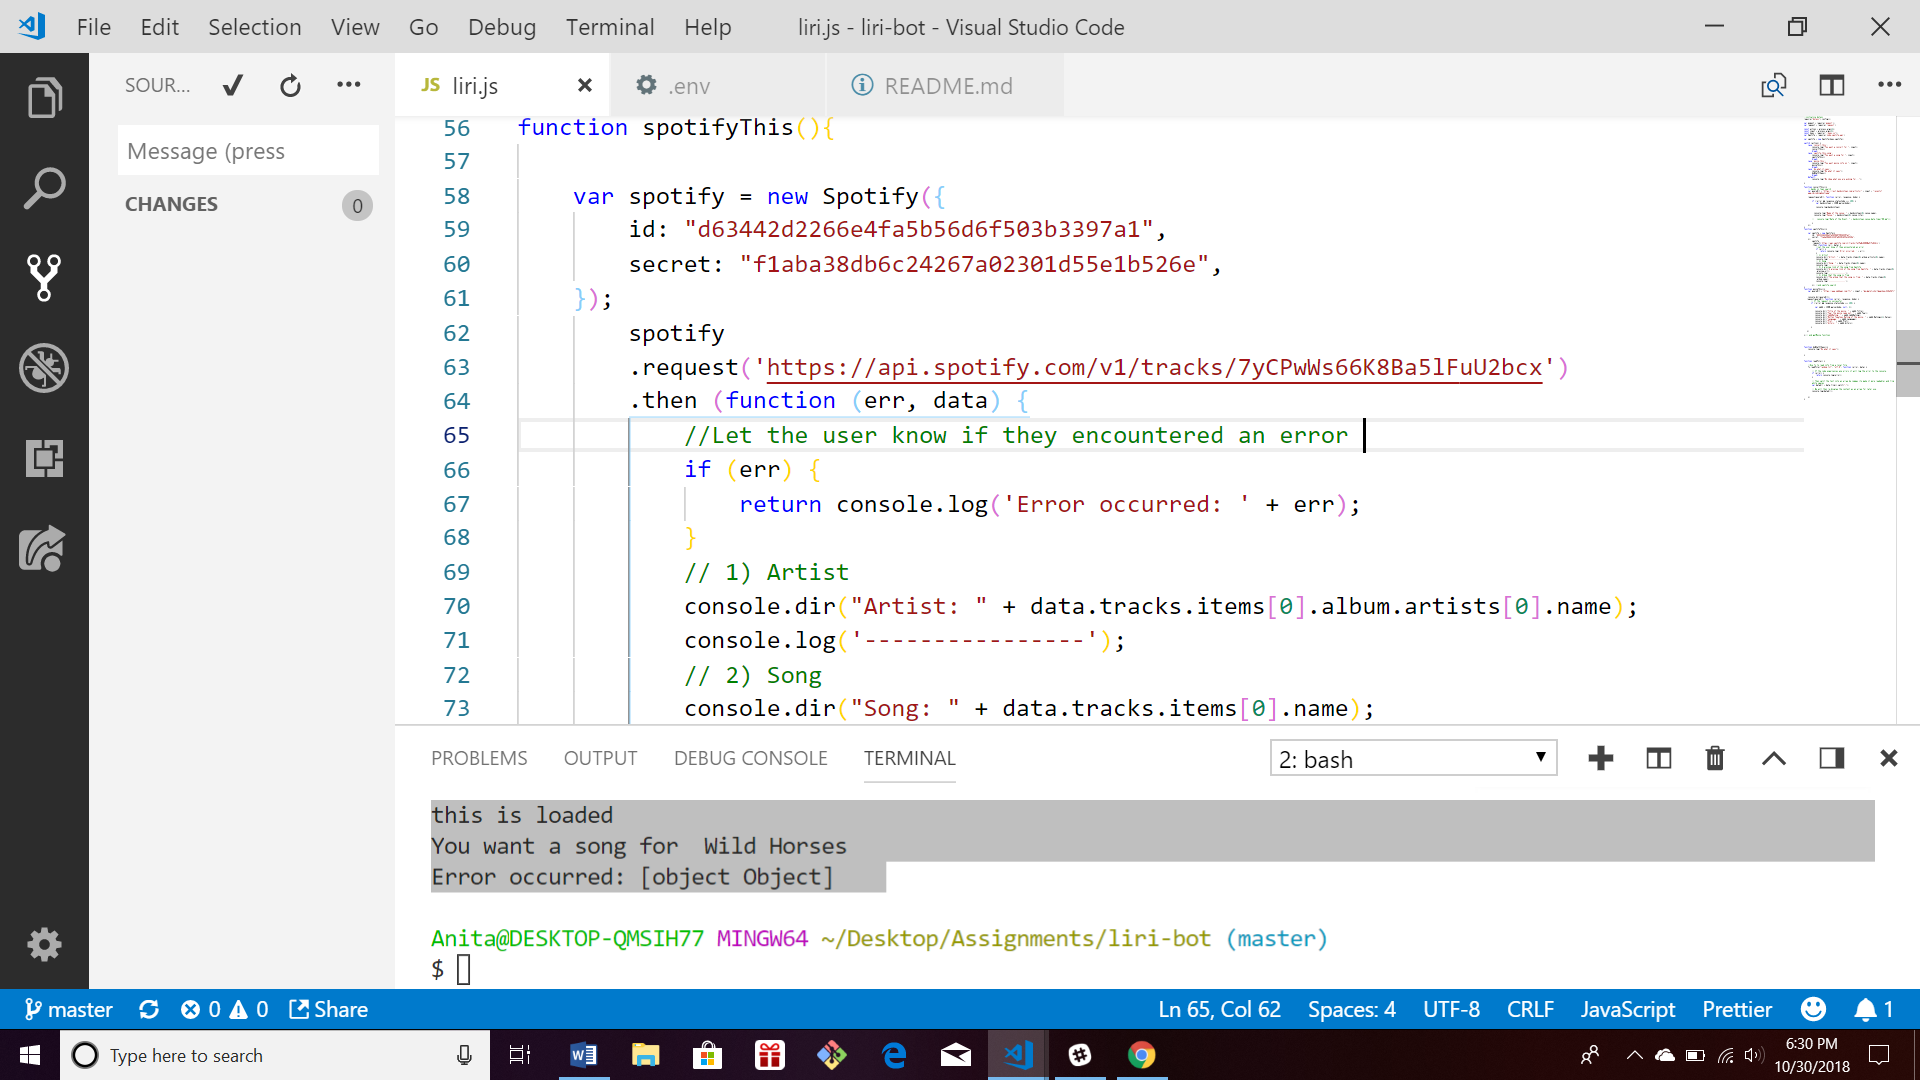 File Edit Selection View Go Debug Terminal Help liri.js - liri-bot - Visual Studio Code
SOUR...
JS liri.js
.env
README.md
Message (press
CHANGES 0
56 function spotifyThis(){
57
58 var spotify = new Spotify({
59 id: "d63442d2266e4fa5b56d6f503b3397a1",
60 secret: "f1aba38db6c24267a02301d55e1b526e",
61 });
62 spotify
63 .request('https://api.spotify.com/v1/tracks/7yCPwWs66K8Ba5lFuU2bcx')
64 .then (function (err, data) {
65 //Let the user know if they encountered an error
66 if (err) {
67 return console.log('Error occurred: ' + err);
68 }
69 // 1) Artist
70 console.dir("Artist: " + data.tracks.items[0].album.artists[0].name);
71 console.log('----------------');
72 // 2) Song
73 console.dir("Song: " + data.tracks.items[0].name);
PROBLEMS OUTPUT DEBUG CONSOLE TERMINAL 2: bash
this is loaded
You want a song for  Wild Horses
Error occurred: [object Object]
Anita@DESKTOP-QMSIH77 MINGW64 ~/Desktop/Assignments/liri-bot (master)
$
master 0 0 Share Ln 65, Col 62 Spaces: 4 UTF-8 CRLF JavaScript Prettier 1
Type here to search
6:30 PM
10/30/2018